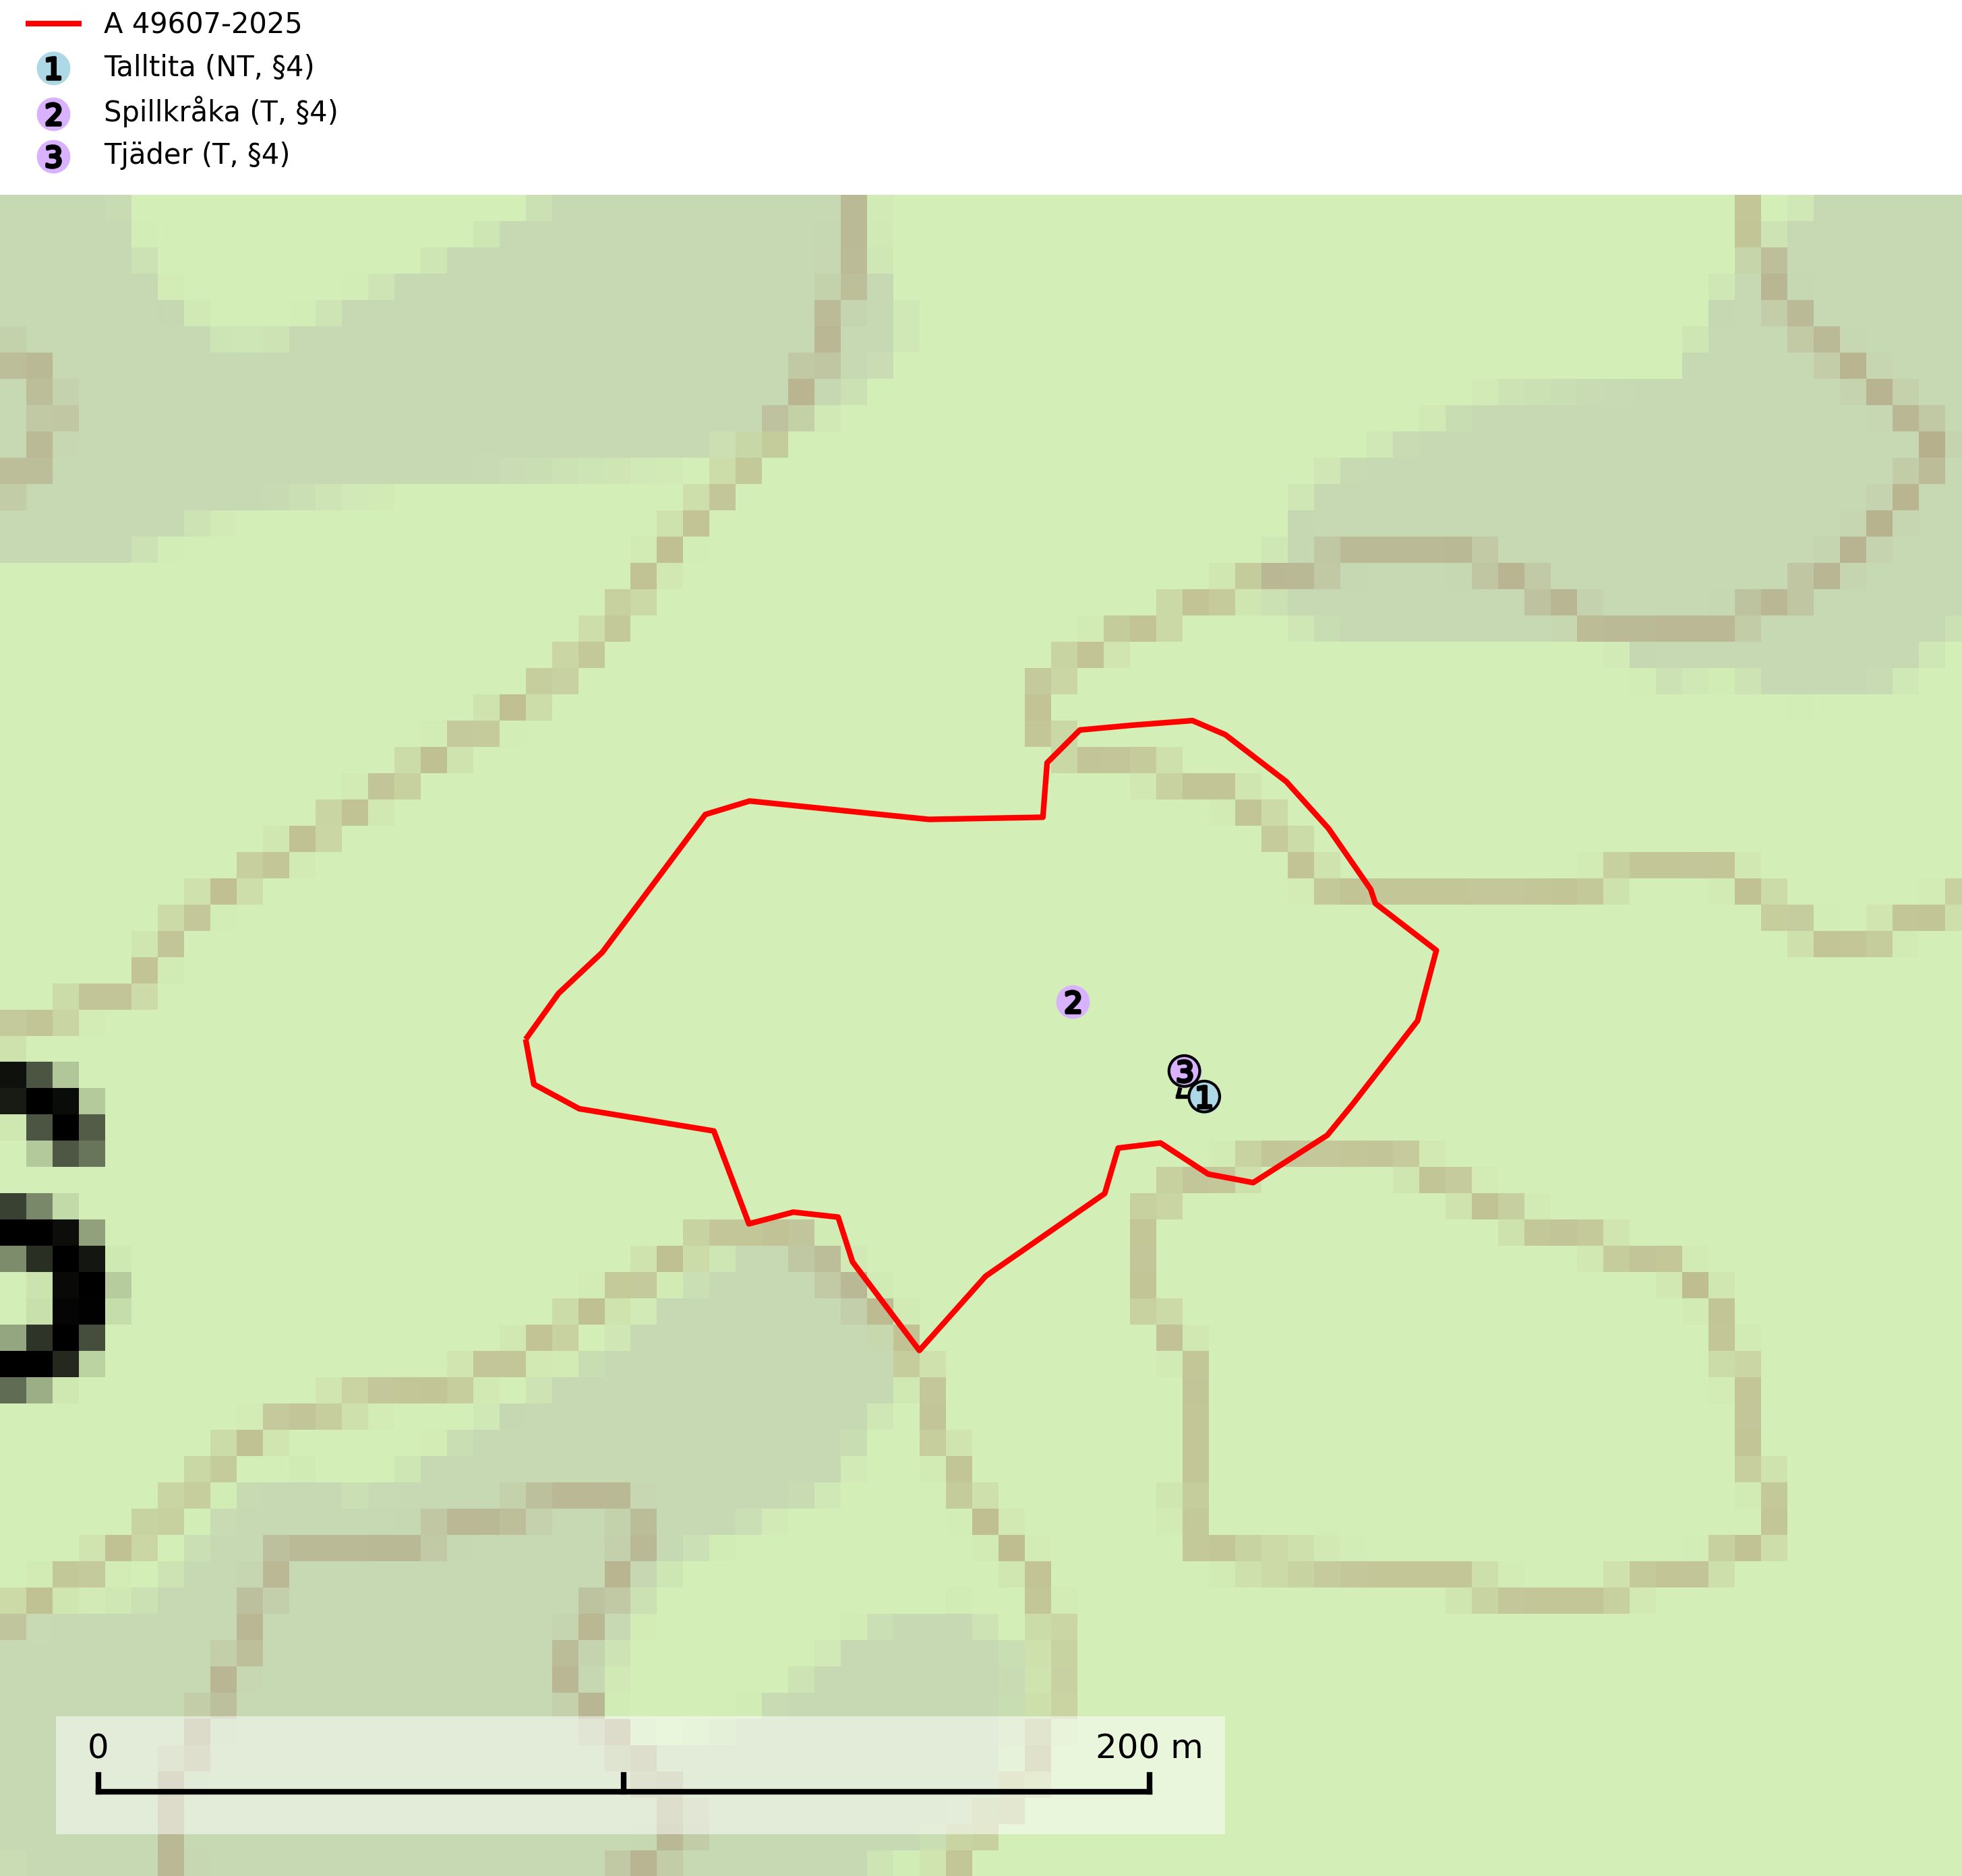 A 49607-2025
1 Talltita (NT, §4)
2 Spillkråka (T, §4)
3 Tjäder (T, §4)
2
3
1
0 200 m